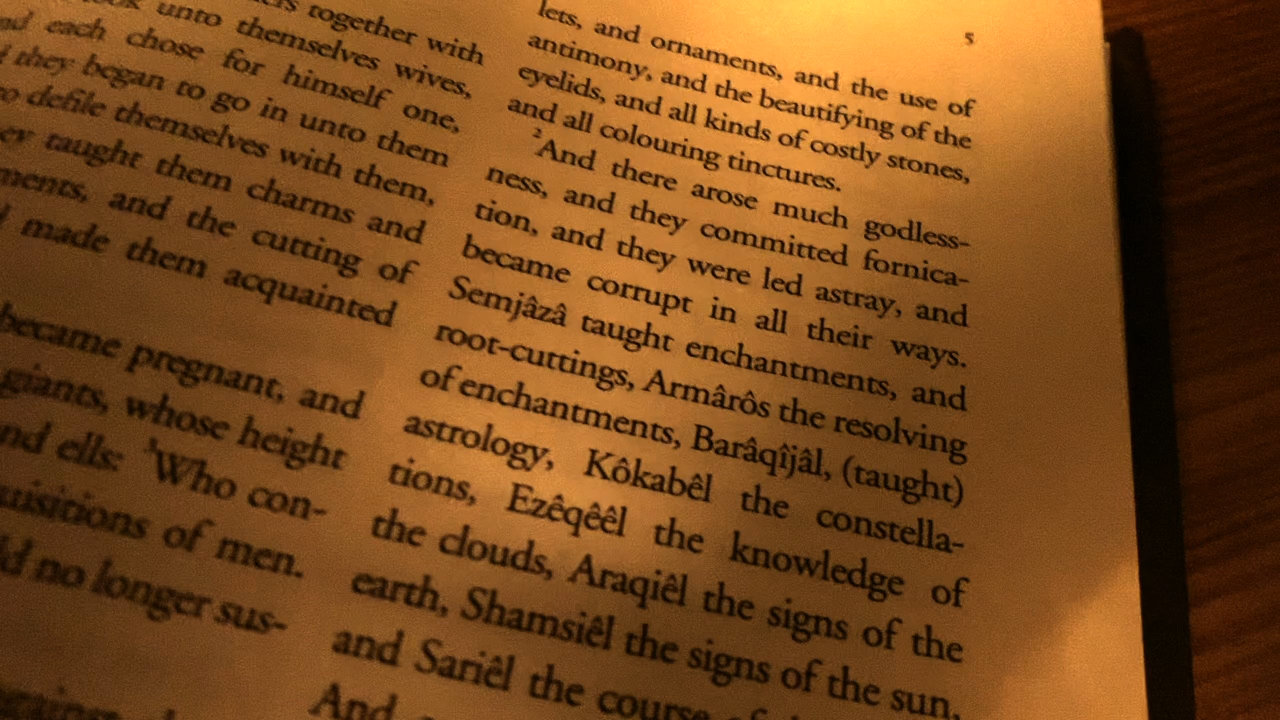 together with
unto themselves wives,
each chose for himself one,
they began to go in unto them
defile themselves with them,
taught them charms and
and the cutting of
made them acquainted
became pregnant, and
giants, whose height
ells: ⁵Who con-
of men.
no longer sus-
5
lets, and ornaments, and the use of
antimony, and the beautifying of the
eyelids, and all kinds of costly stones,
and all colouring tinctures.
²And there arose much godless-
ness, and they committed fornica-
tion, and they were led astray, and
became corrupt in all their ways.
Semjâzâ taught enchantments, and
root-cuttings, Armârôs the resolving
of enchantments, Barâqîjâl, (taught)
astrology, Kôkabêl the constella-
tions, Ezêqêêl the knowledge of
the clouds, Araqiêl the signs of the
earth, Shamsiêl the signs of the sun,
and Sariêl the course of
And